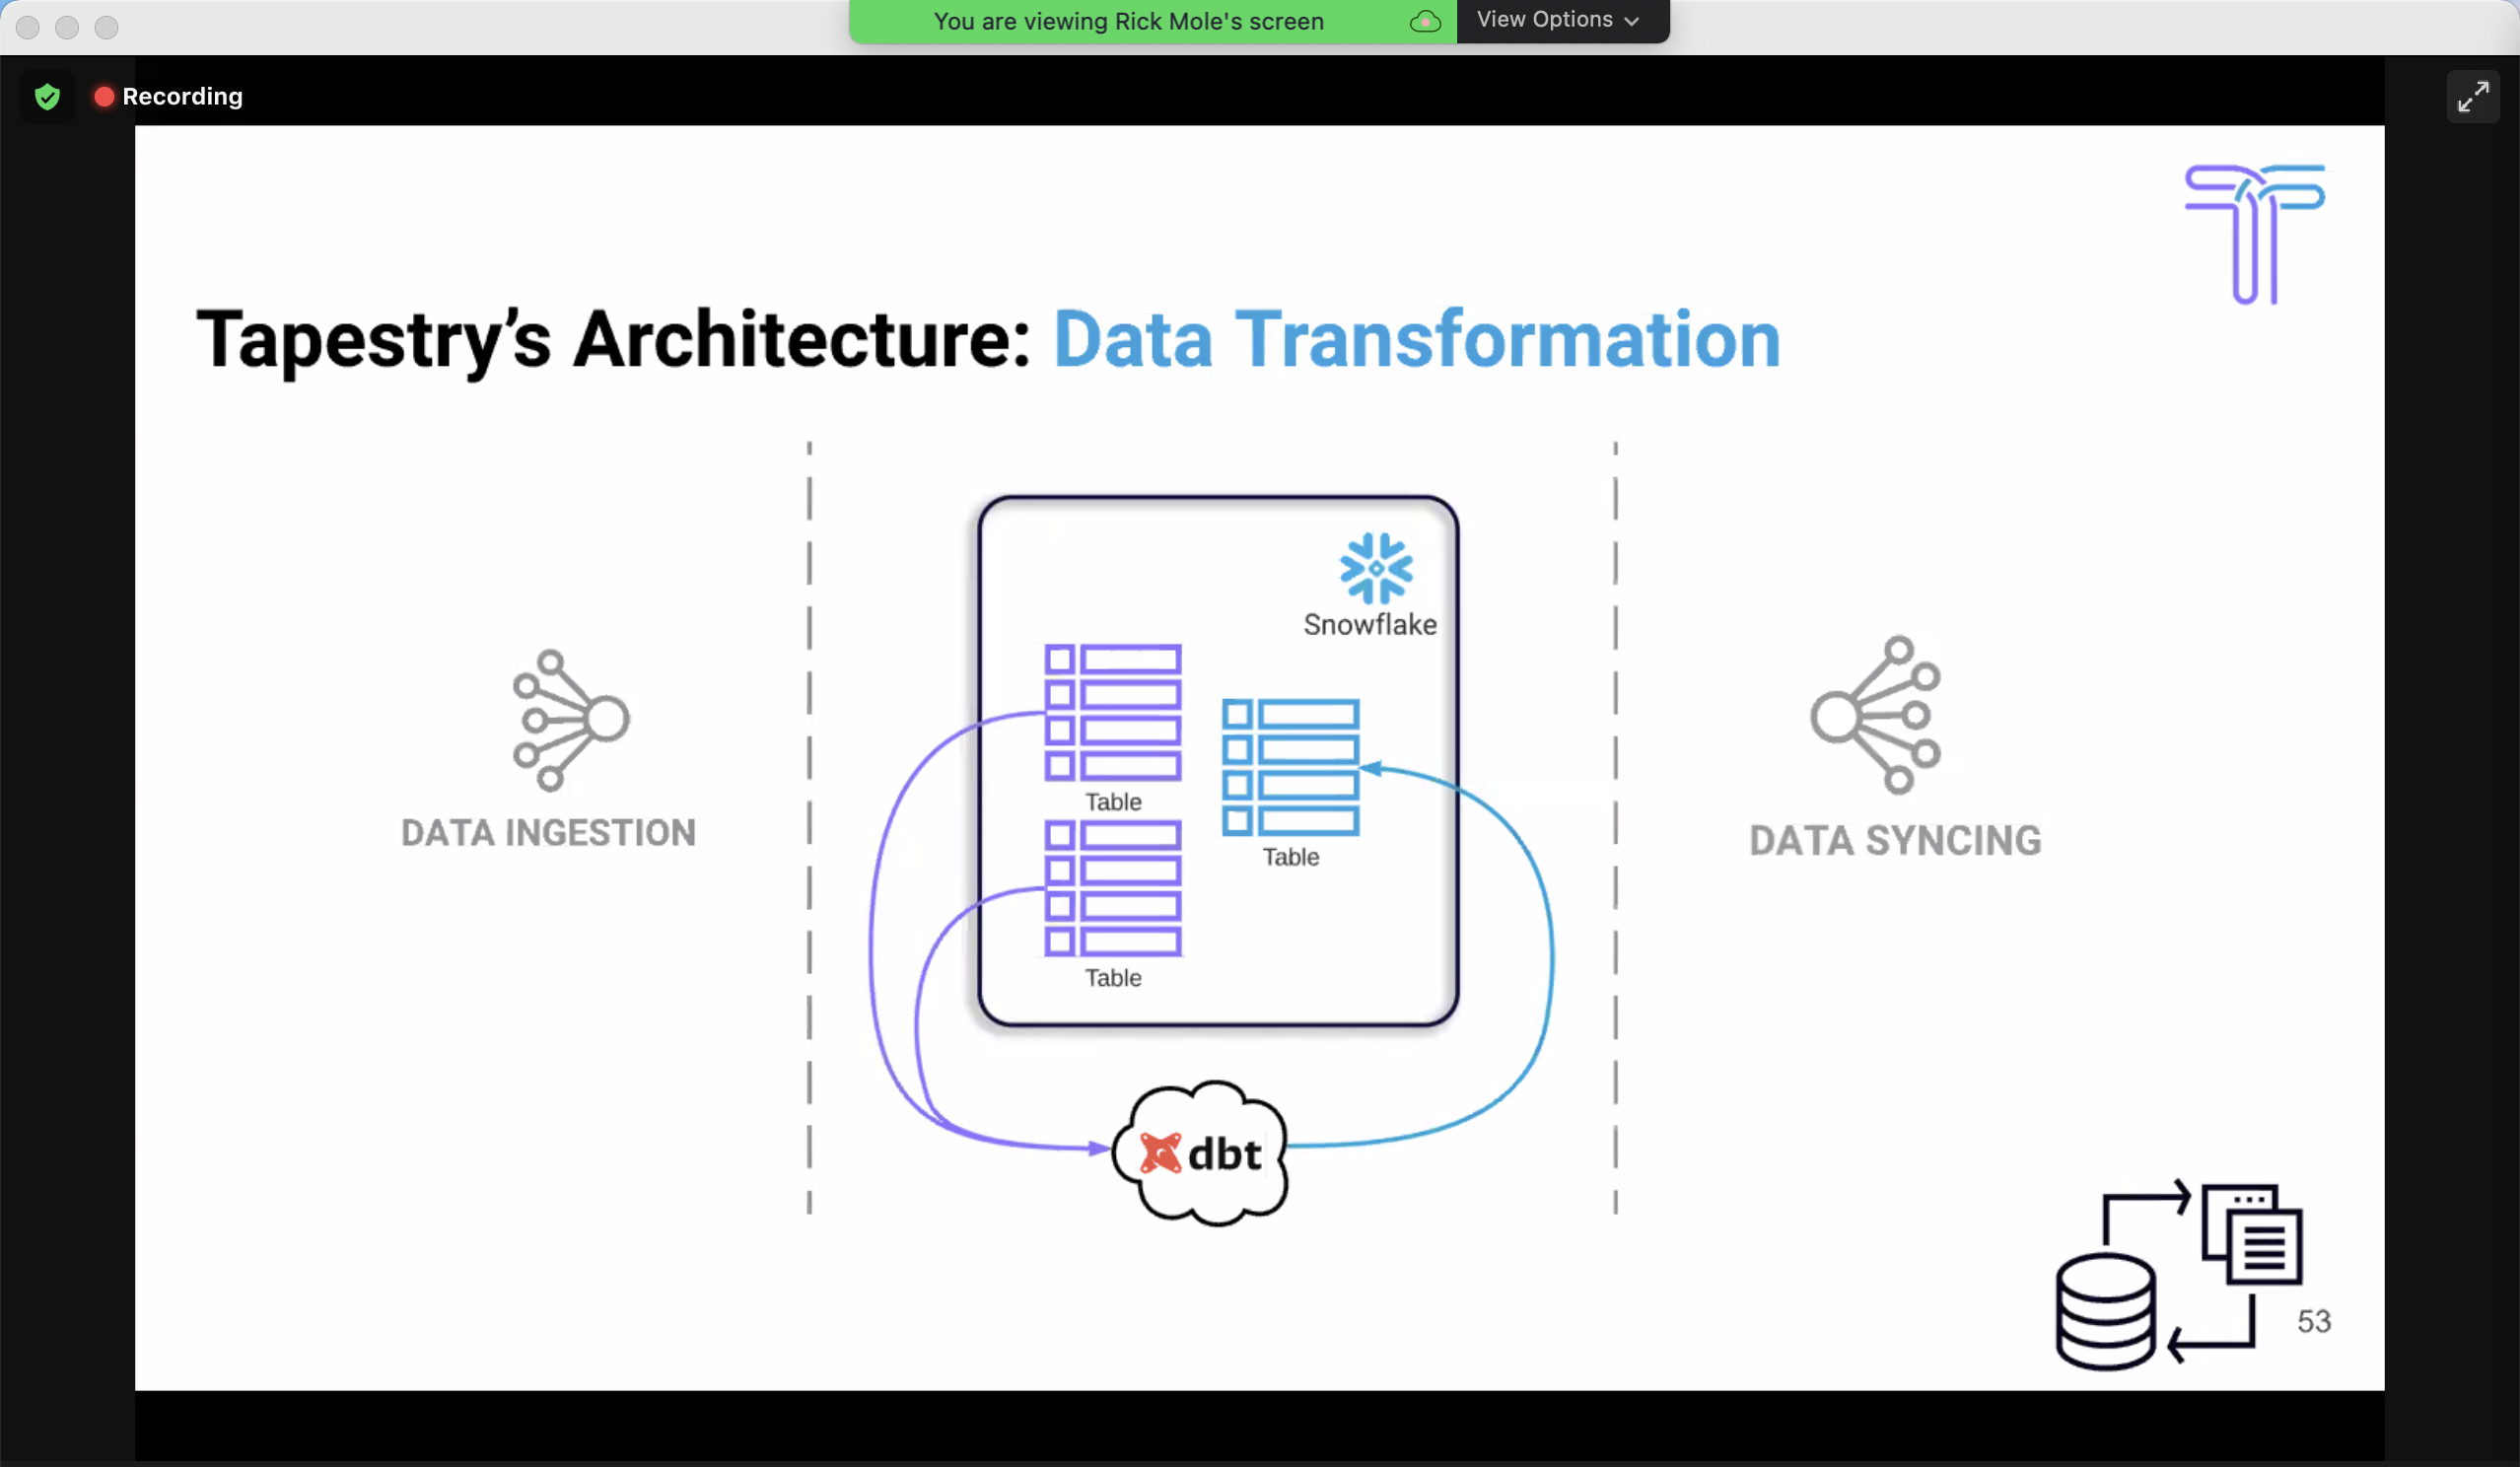 You are viewing Rick Mole's screen
View Options
Recording
Tapestry’s Architecture: Data Transformation
Snowflake
Table
Table
Table
DATA INGESTION
DATA SYNCING
dbt
53